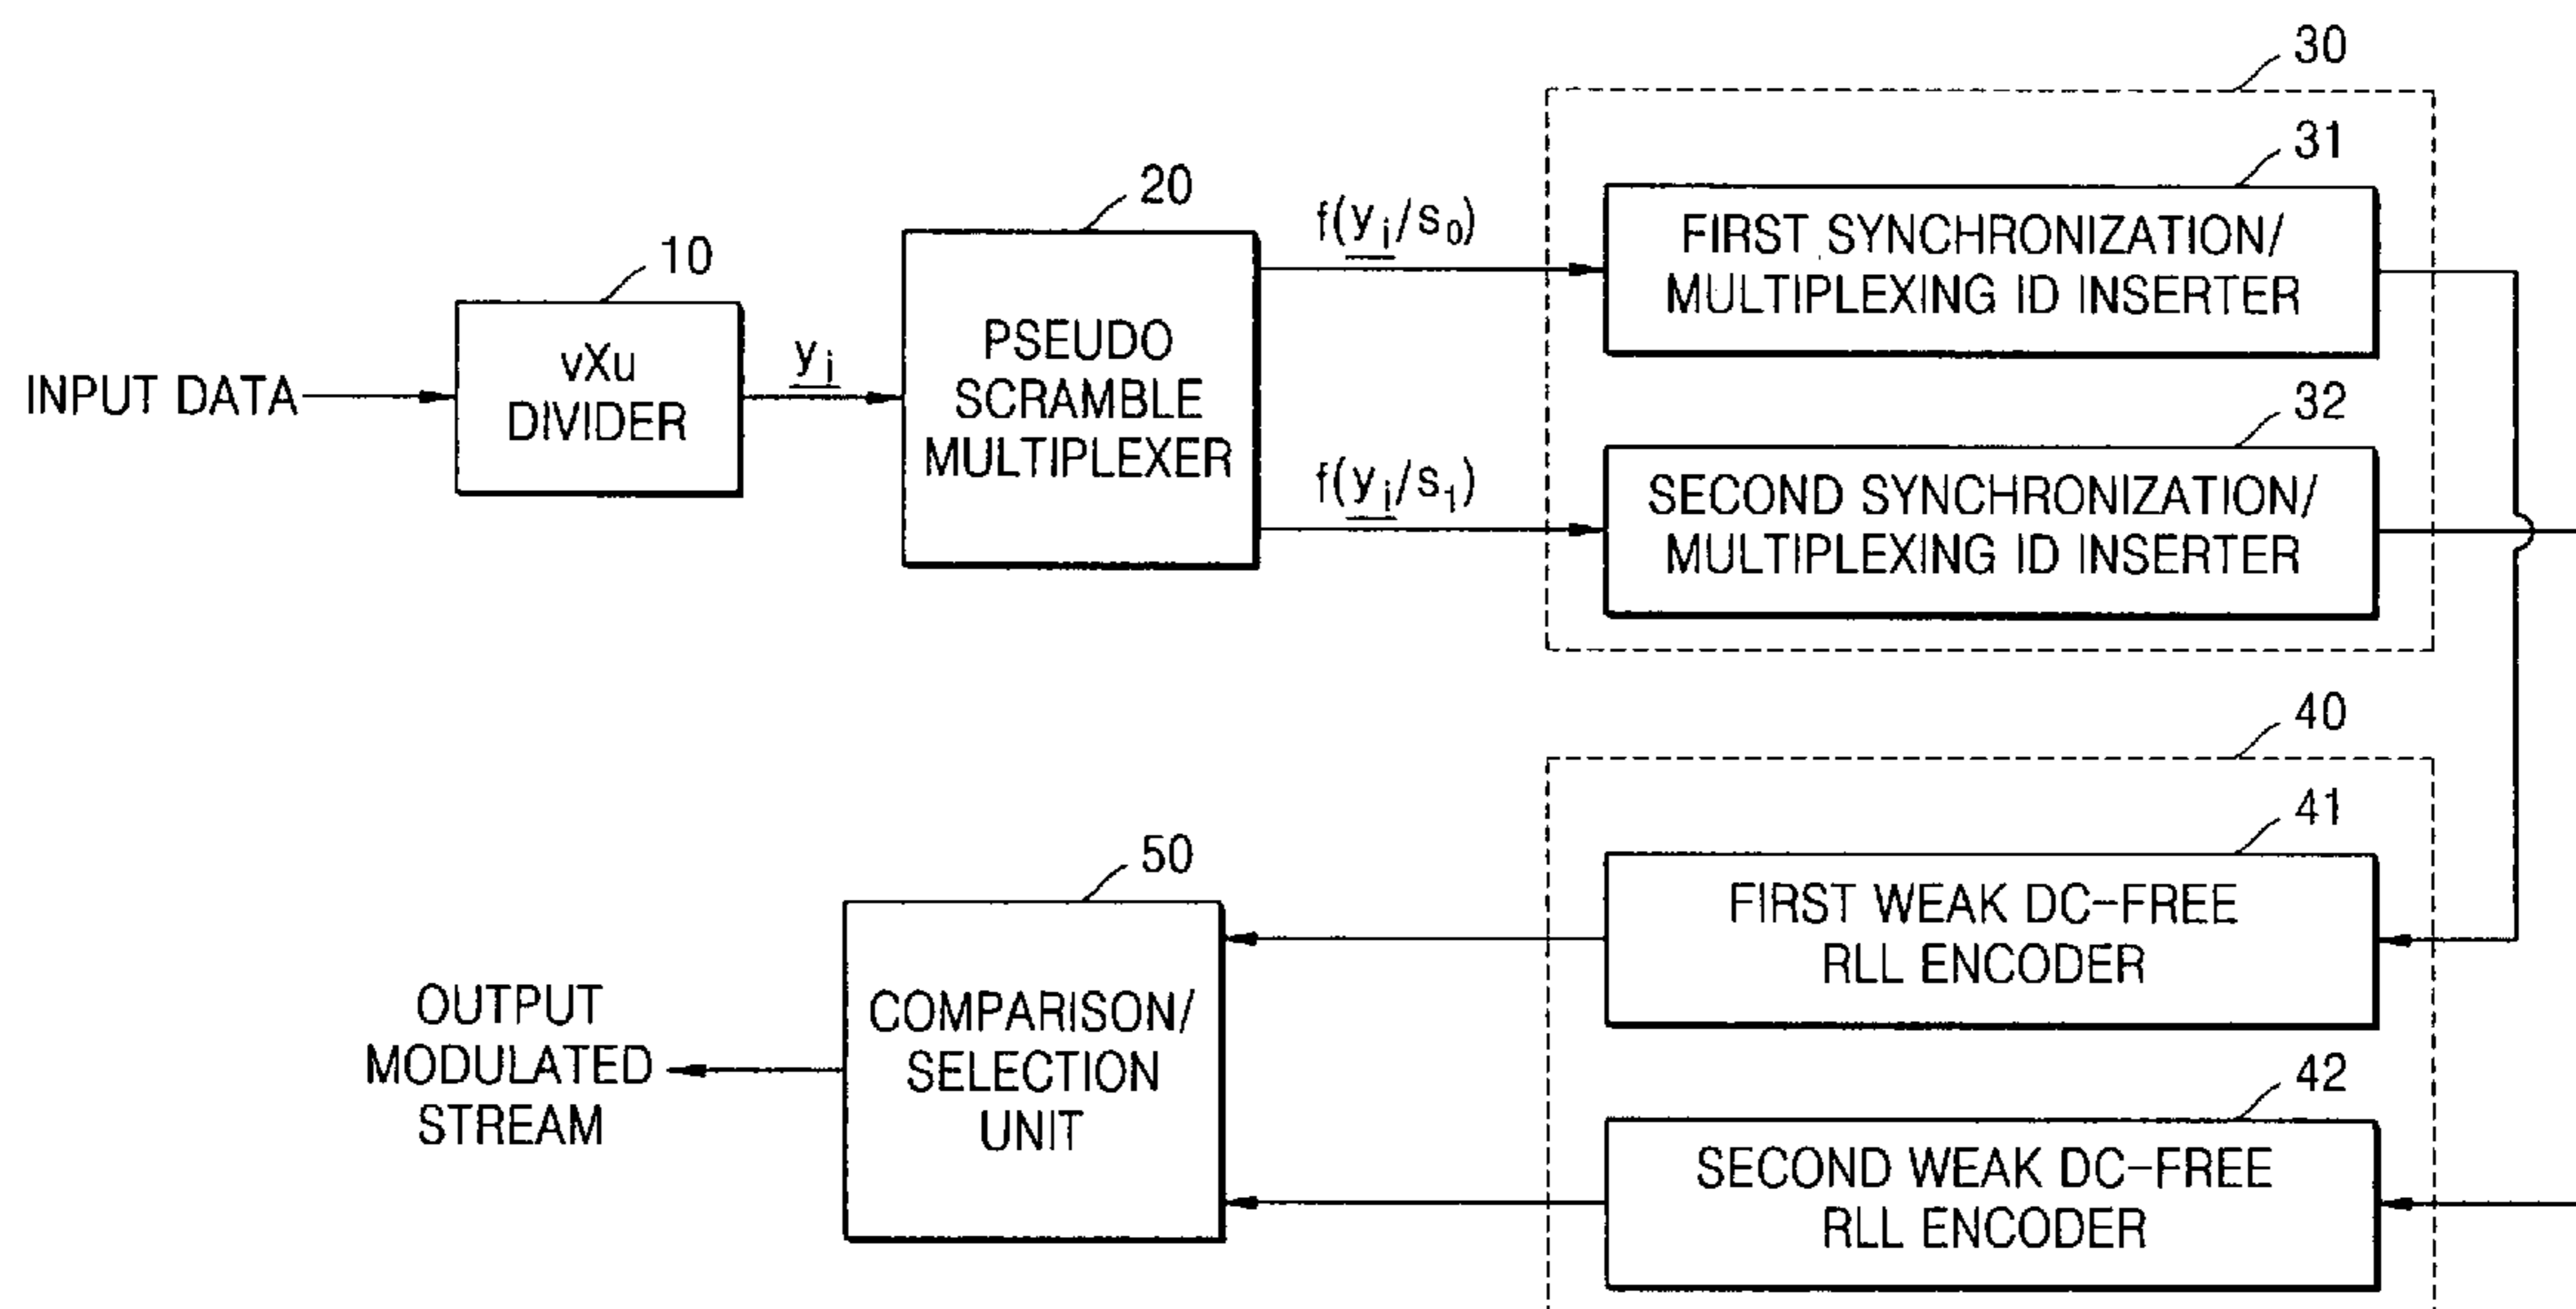 30
31
FIRST SYNCHRONIZATION/
MULTIPLEXING ID INSERTER
20
f(yi/s0)
10
PSEUDO
SCRAMBLE
MULTIPLEXER
vXu
DIVIDER
yi
INPUT DATA
32
f(yi/s1)
SECOND SYNCHRONIZATION/
MULTIPLEXING ID INSERTER
40
41
FIRST WEAK DC-FREE
RLL ENCODER
50
COMPARISON/
SELECTION
UNIT
OUTPUT
MODULATED
STREAM
42
SECOND WEAK DC-FREE
RLL ENCODER